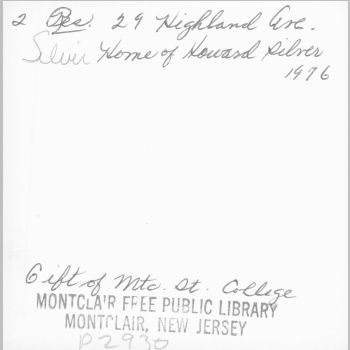 2 Res. 29 Highland Ave.
Silver Home of Howard Silver
1976
Gift of Mtc. St. College
MONTCLAIR FREE PUBLIC LIBRARY
MONTCLAIR, NEW JERSEY
P2930